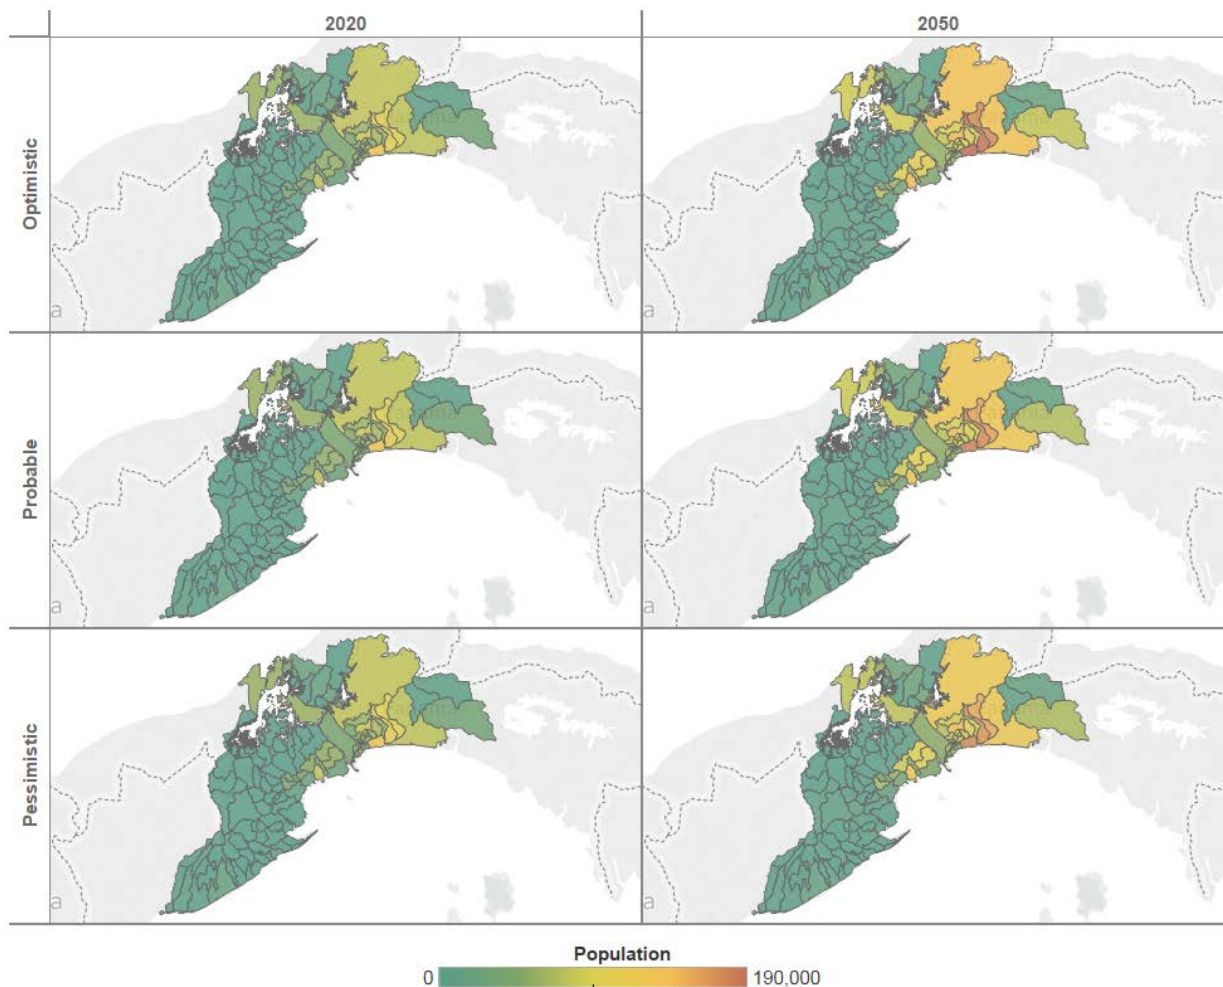 2020
2050
Optimistic
a
a
Probable
a
a
Pessimistic
a
a
Population
0
190,000